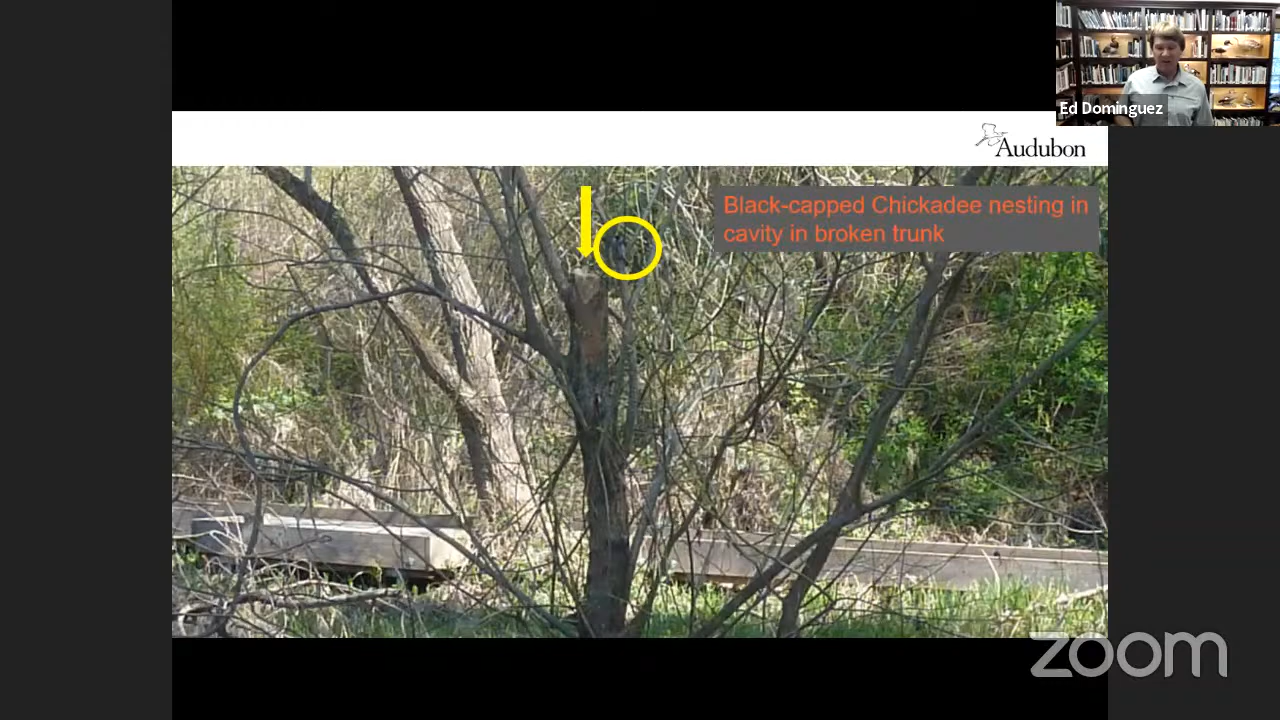 Ed Dominguez
Audubon
Black-capped Chickadee nesting in
cavity in broken trunk
zoom